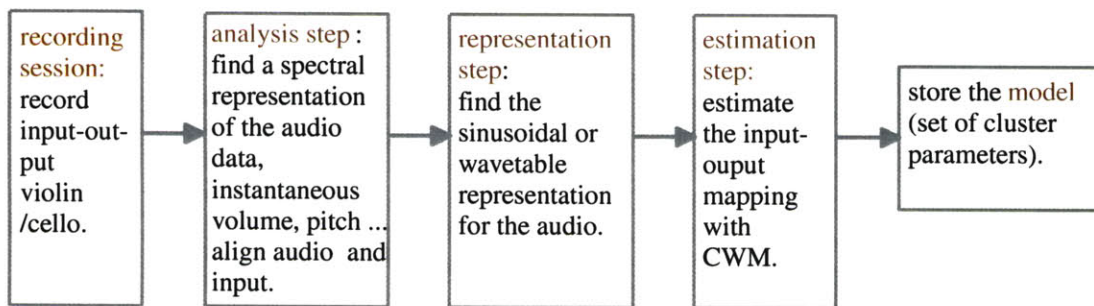 recording
session:
record
input-out-
put
violin
/cello.
analysis step :
find a spectral
representation
of the audio
data,
instantaneous
volume, pitch ...
align audio and
input.
representation
step:
find the
sinusoidal or
wavetable
representation
for the audio.
estimation
step:
estimate
the input-
ouput
mapping
with
CWM.
store the model
(set of cluster
parameters).